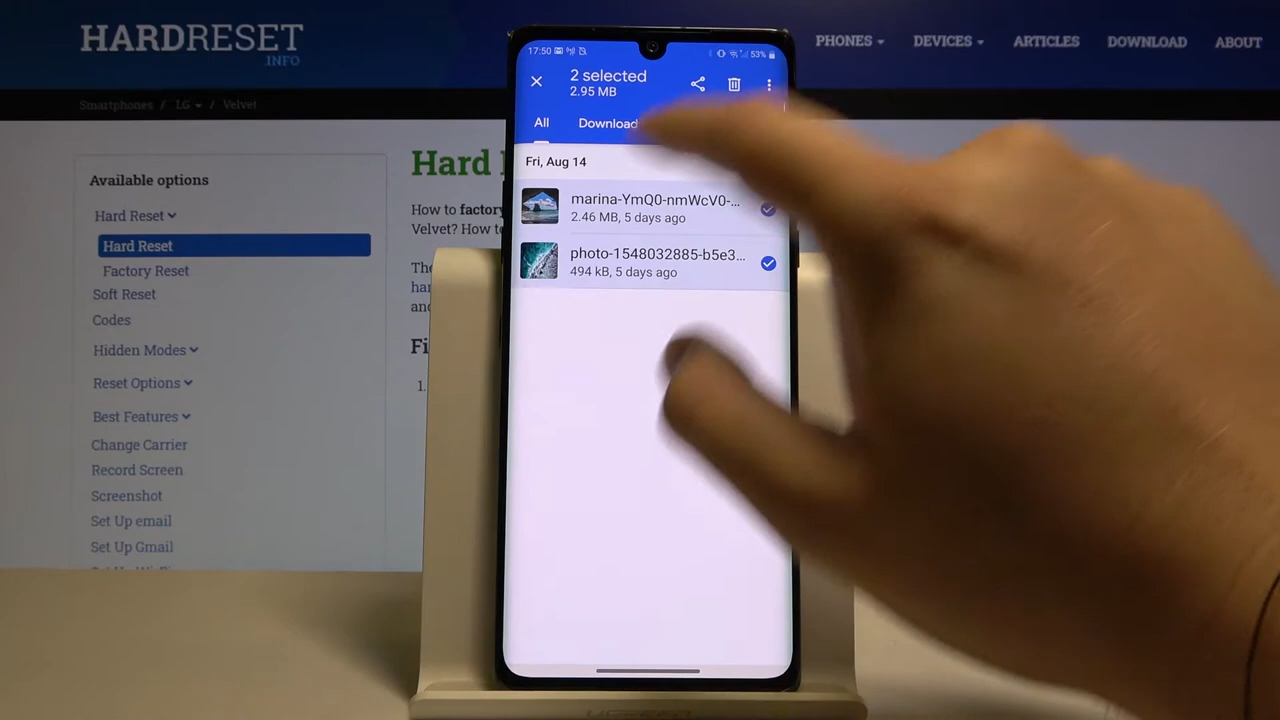 HARDRESET
.INFO
PHONES
DEVICES
ARTICLES
DOWNLOAD
ABOUT
Smartphones / LG / Velvet
Available options
Hard Reset
Hard Reset
Factory Reset
Soft Reset
Codes
Hidden Modes
Reset Options
Best Features
Change Carrier
Record Screen
Screenshot
Set Up email
Set Up Gmail
Hard
How to factory
Velvet? How to
The
1.
17:50
53%
2 selected
2.95 MB
All
Download
Fri, Aug 14
marina-YmQ0-nmWcV0-...
2.46 MB, 5 days ago
photo-1548032885-b5e3...
494 kB, 5 days ago